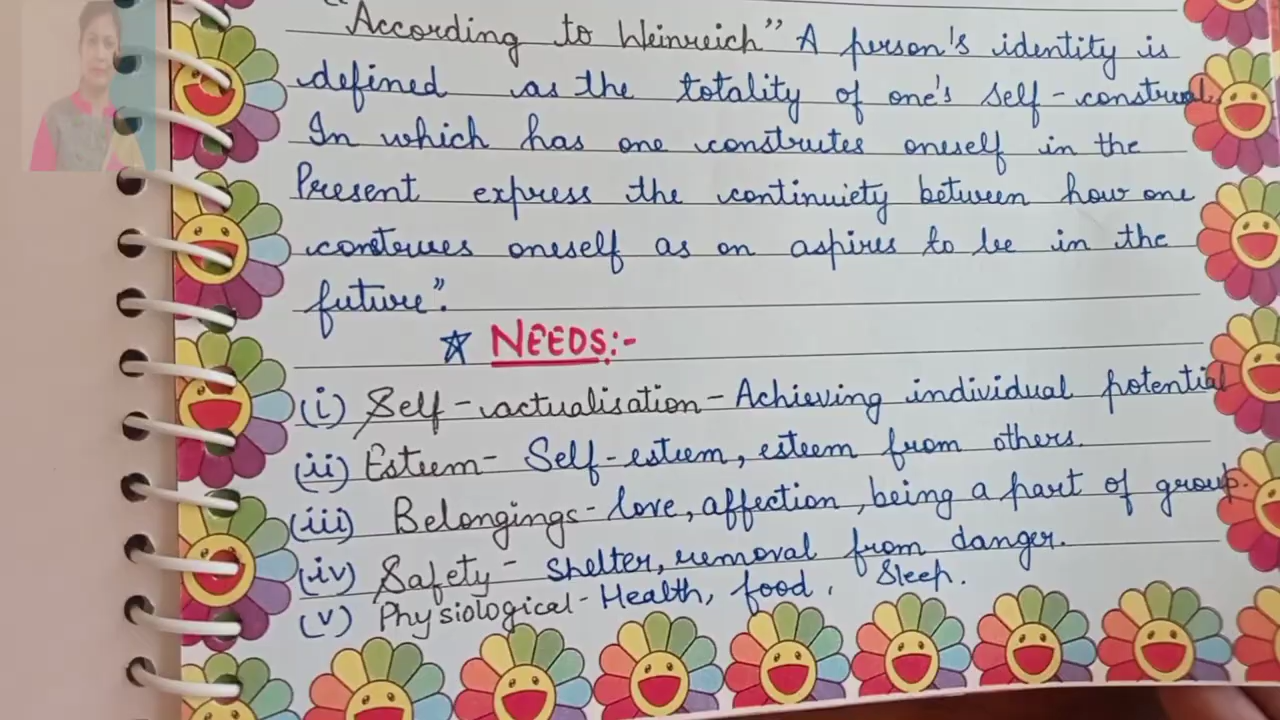 "According to Weinreich" A person's identity is
defined as the totality of one's self-construal.
In which has one construtes oneself in the
Present express the continuiety between how one
construes oneself as on aspires to be in the
future".
☆ NEEDS:-
(i) Self-actualisation - Achieving individual potential
(ii) Esteem - Self-esteem, esteem from others.
(iii) Belongings - love, affection, being a part of group.
(iv) Safety - Shelter, removal from danger.
(v) Physiological - Health, food, Sleep.